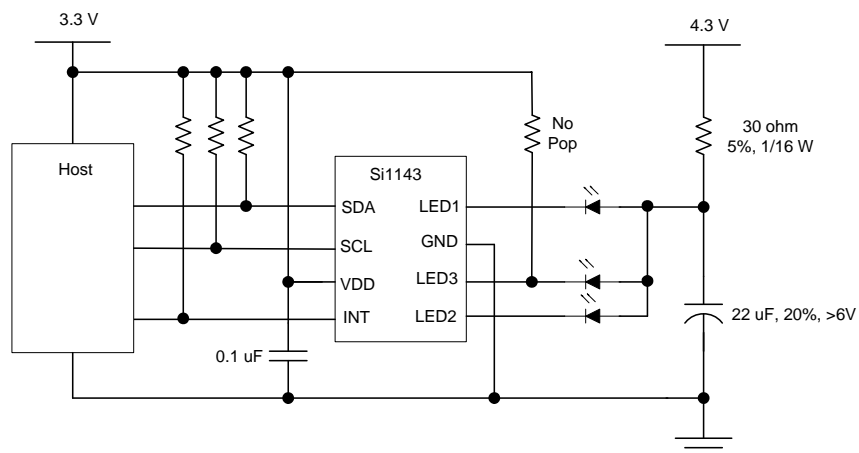 3.3 V
4.3 V
30 ohm
5%, 1/16 W
No
Pop
Host
Si1143
SDA
LED1
SCL
GND
VDD
LED3
INT
LED2
0.1 uF
22 uF, 20%, >6V